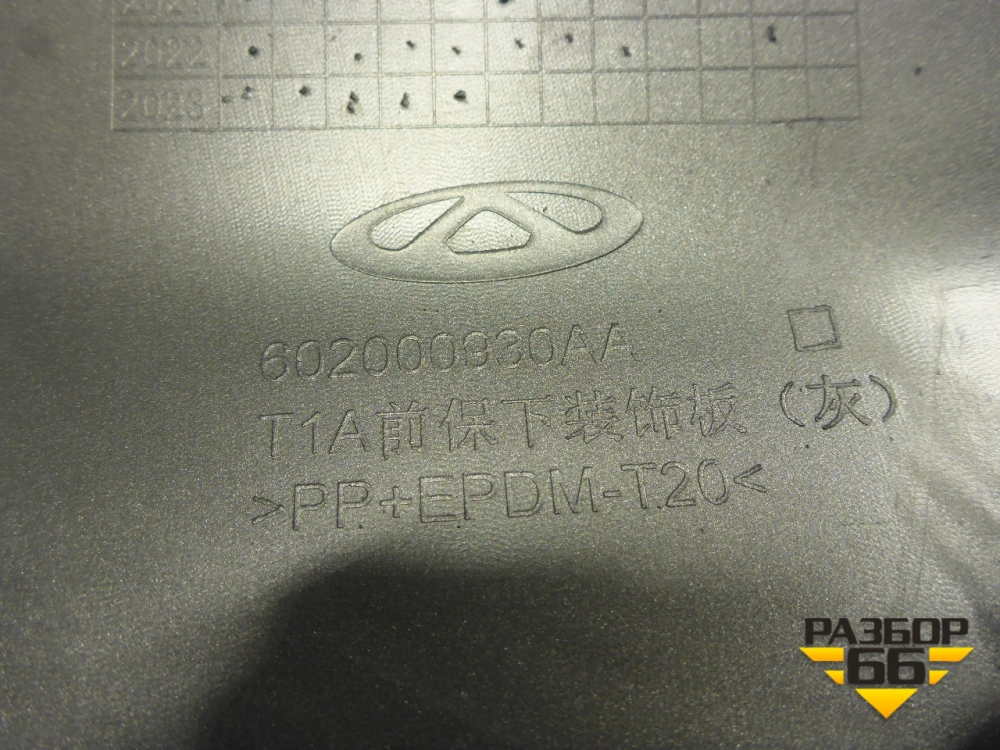 2022
2023
602000930AA
T1A前保下装饰板（灰）
>PP+EPDM-T20<
РАЗБОР
66